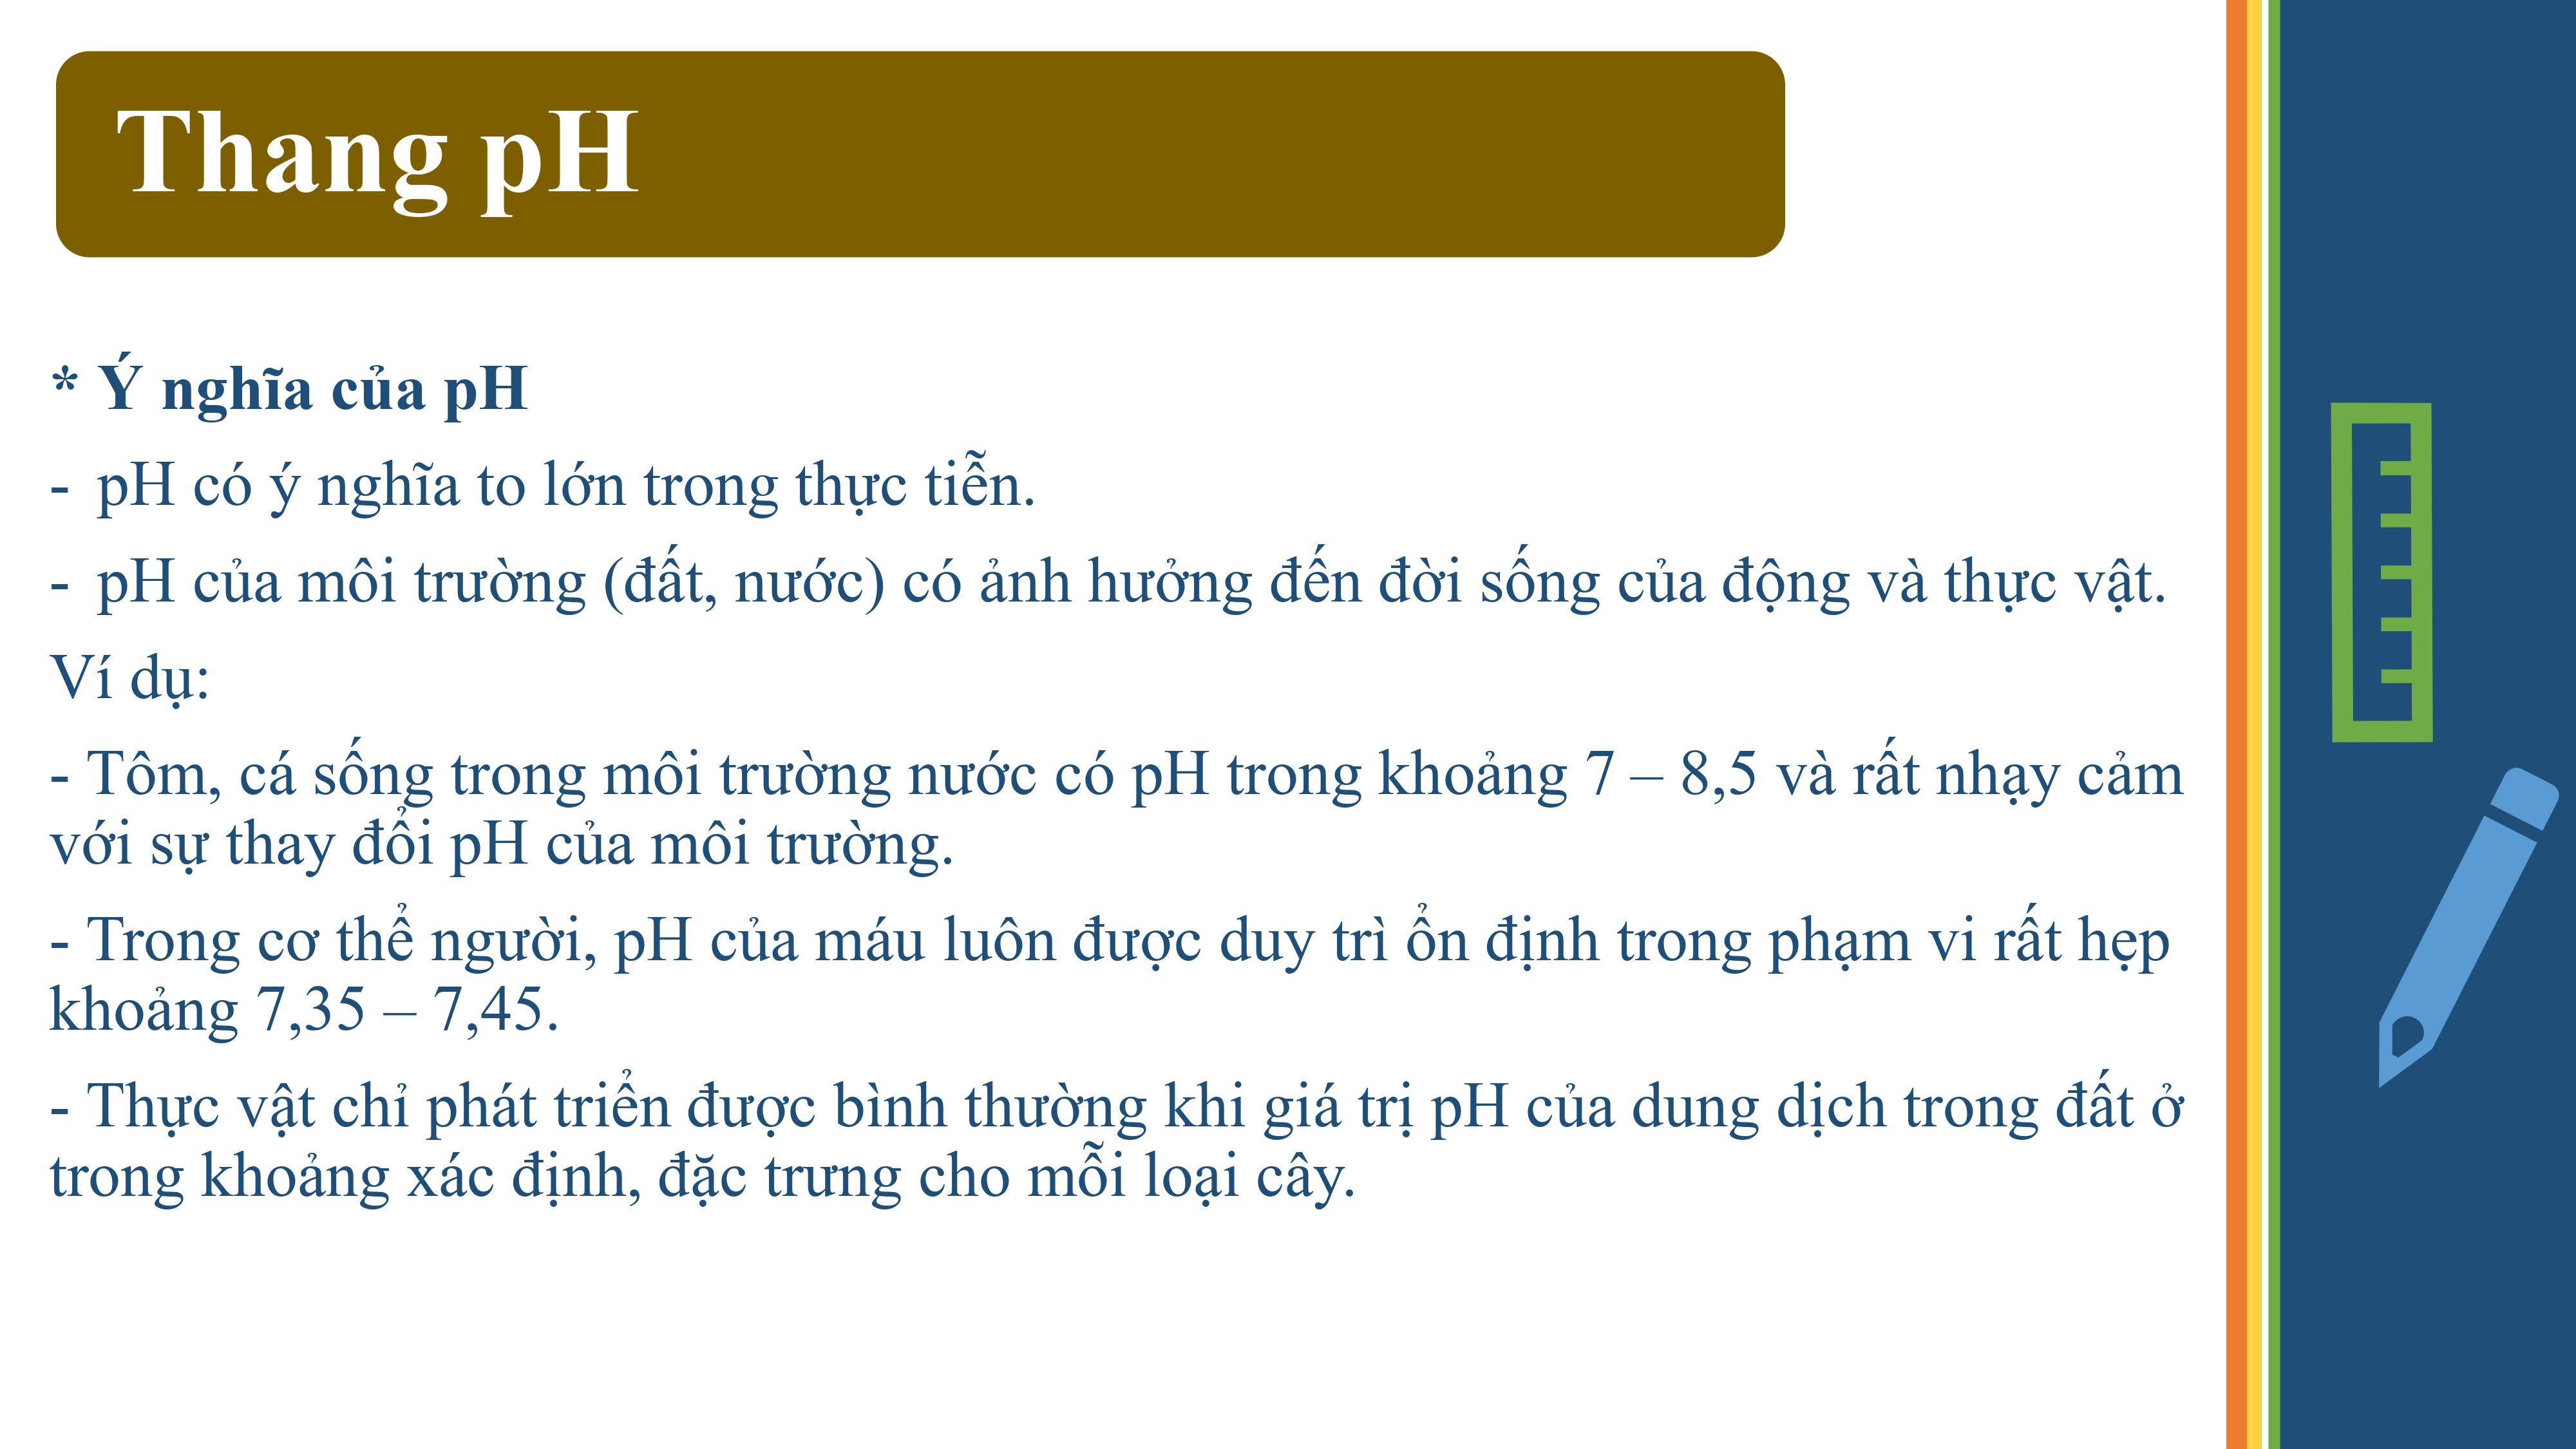 Thang pH
* Ý nghĩa của pH
- pH có ý nghĩa to lớn trong thực tiễn.
- pH của môi trường (đất, nước) có ảnh hưởng đến đời sống của động và thực vật.
Ví dụ:
- Tôm, cá sống trong môi trường nước có pH trong khoảng 7 – 8,5 và rất nhạy cảm
với sự thay đổi pH của môi trường.
- Trong cơ thể người, pH của máu luôn được duy trì ổn định trong phạm vi rất hẹp
khoảng 7,35 – 7,45.
- Thực vật chỉ phát triển được bình thường khi giá trị pH của dung dịch trong đất ở
trong khoảng xác định, đặc trưng cho mỗi loại cây.